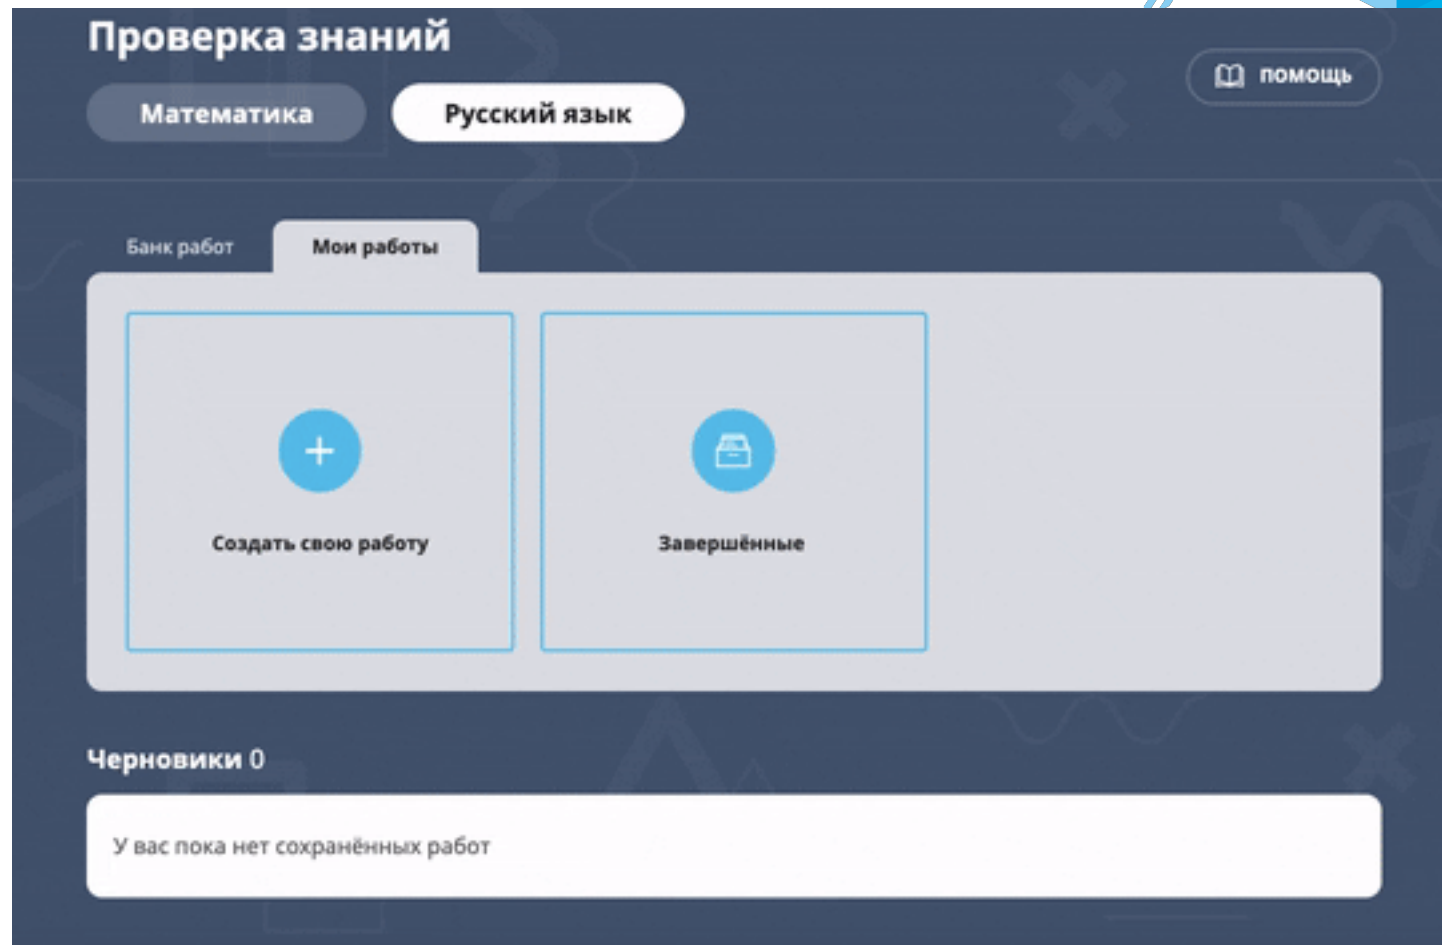 Проверка знаний
помощь
Математика Русский язык
Банк работ Мои работы
Создать свою работу Завершённые
Черновики 0
У вас пока нет сохранённых работ